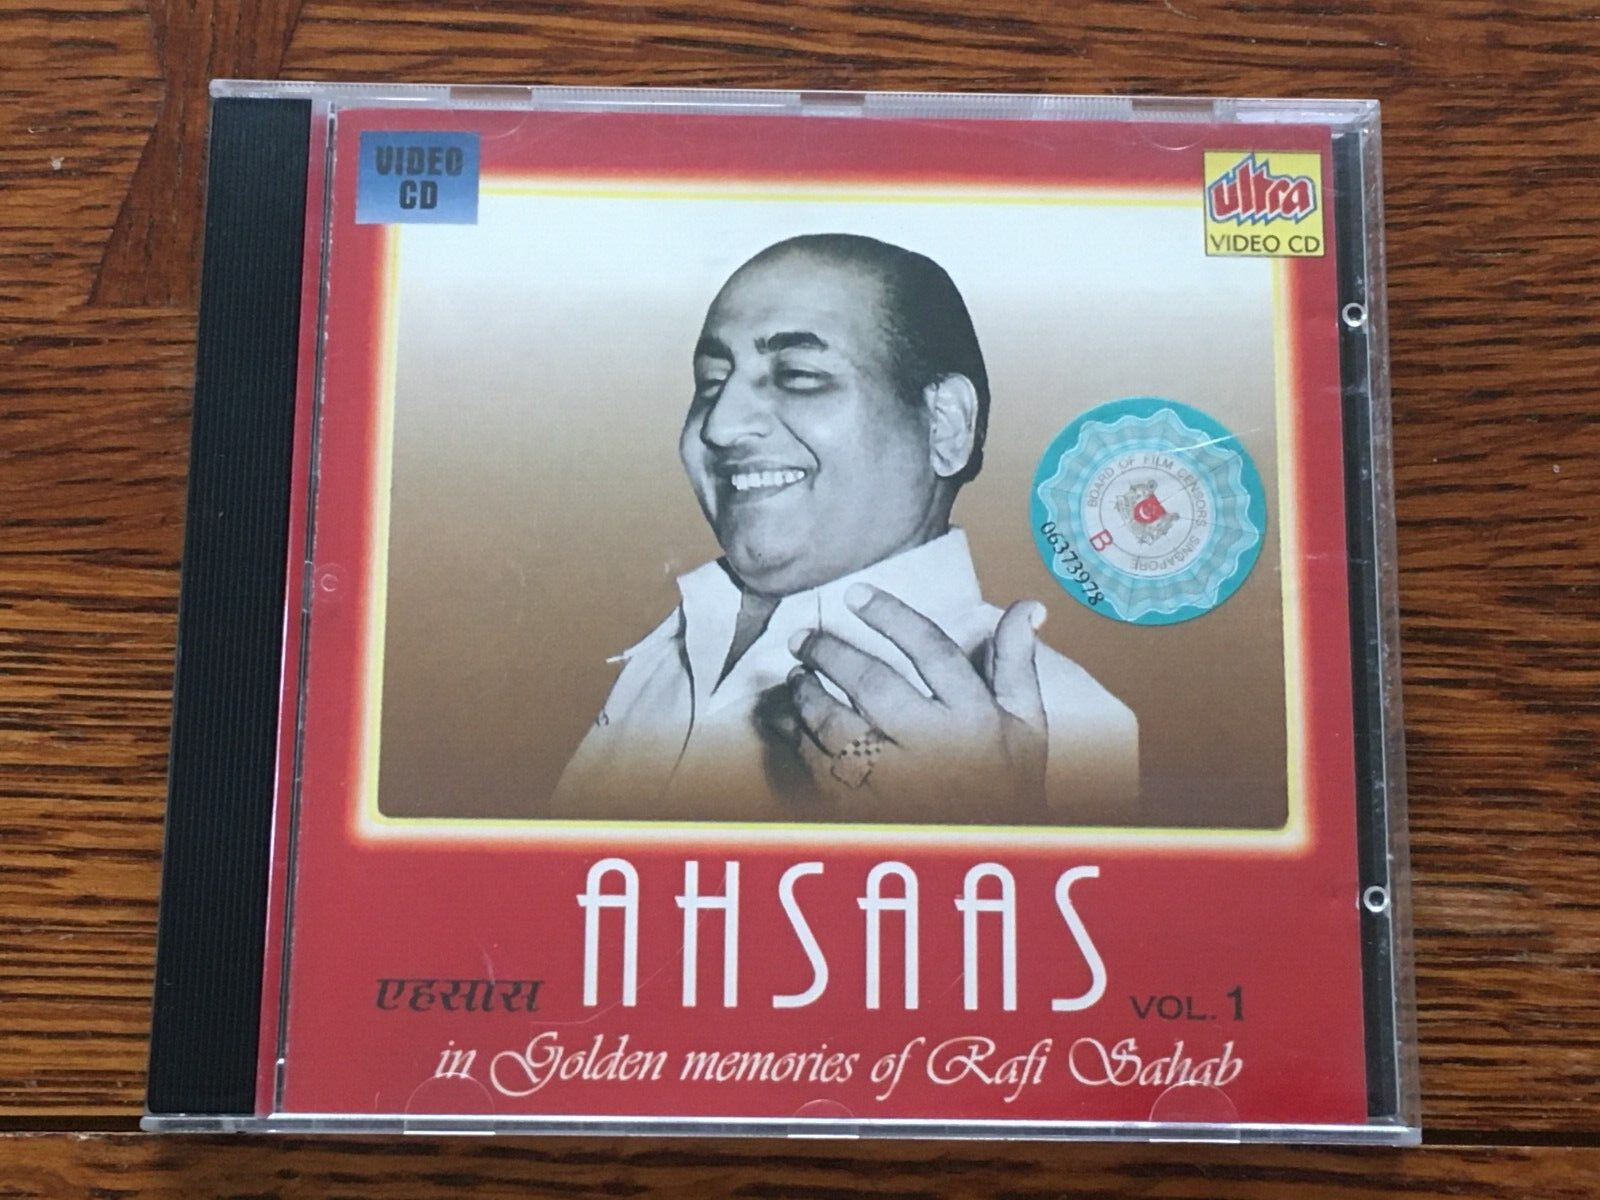 VIDEO
CD
ultra
VIDEO CD
BOARD OF FILM CENSORS, SINGAPORE
B
06373978
एहसास
AHSAAS
VOL. 1
in Golden memories of Rafi Sahab